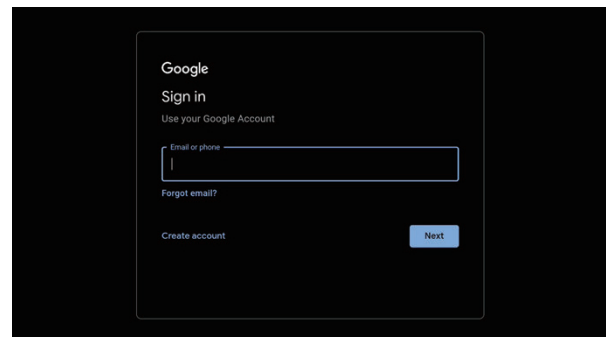 Google
Sign in
Use your Google Account
Email or phone
Forgot email?
Create account
Next